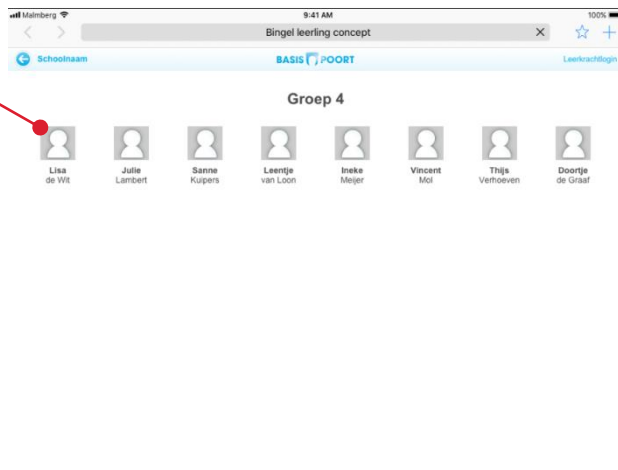 Malmberg 9:41 AM 100%
Bingel leerling concept
Schoolnaam BASIS POORT Leerkrachtlogin
Groep 4
Lisa Julie Sanne Leentje Ineke Vincent Thijs Doortje
de Wit Lambert Kuipers van Loon Meijer Mol Verhoeven de Graaf